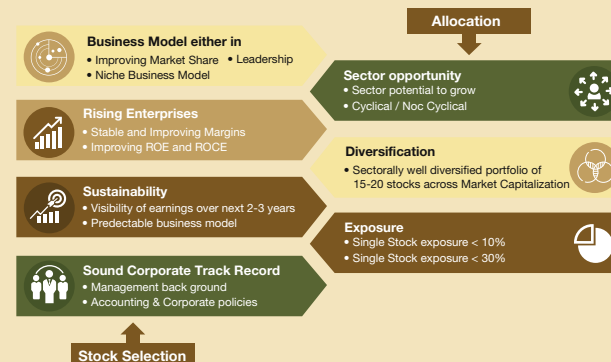 Allocation
Business Model either in
• Improving Market Share • Leadership
• Niche Business Model
Rising Enterprises
• Stable and Improving Margins
• Improving ROE and ROCE
Sustainability
• Visibility of earnings over next 2-3 years
• Predectable business model
Sound Corporate Track Record
• Management back ground
• Accounting & Corporate policies
Stock Selection
Sector opportunity
• Sector potential to grow
• Cyclical / Noc Cyclical
Diversification
• Sectorally well diversified portfolio of
15-20 stocks across Market Capitalization
Exposure
• Single Stock exposure < 10%
• Single Stock exposure < 30%